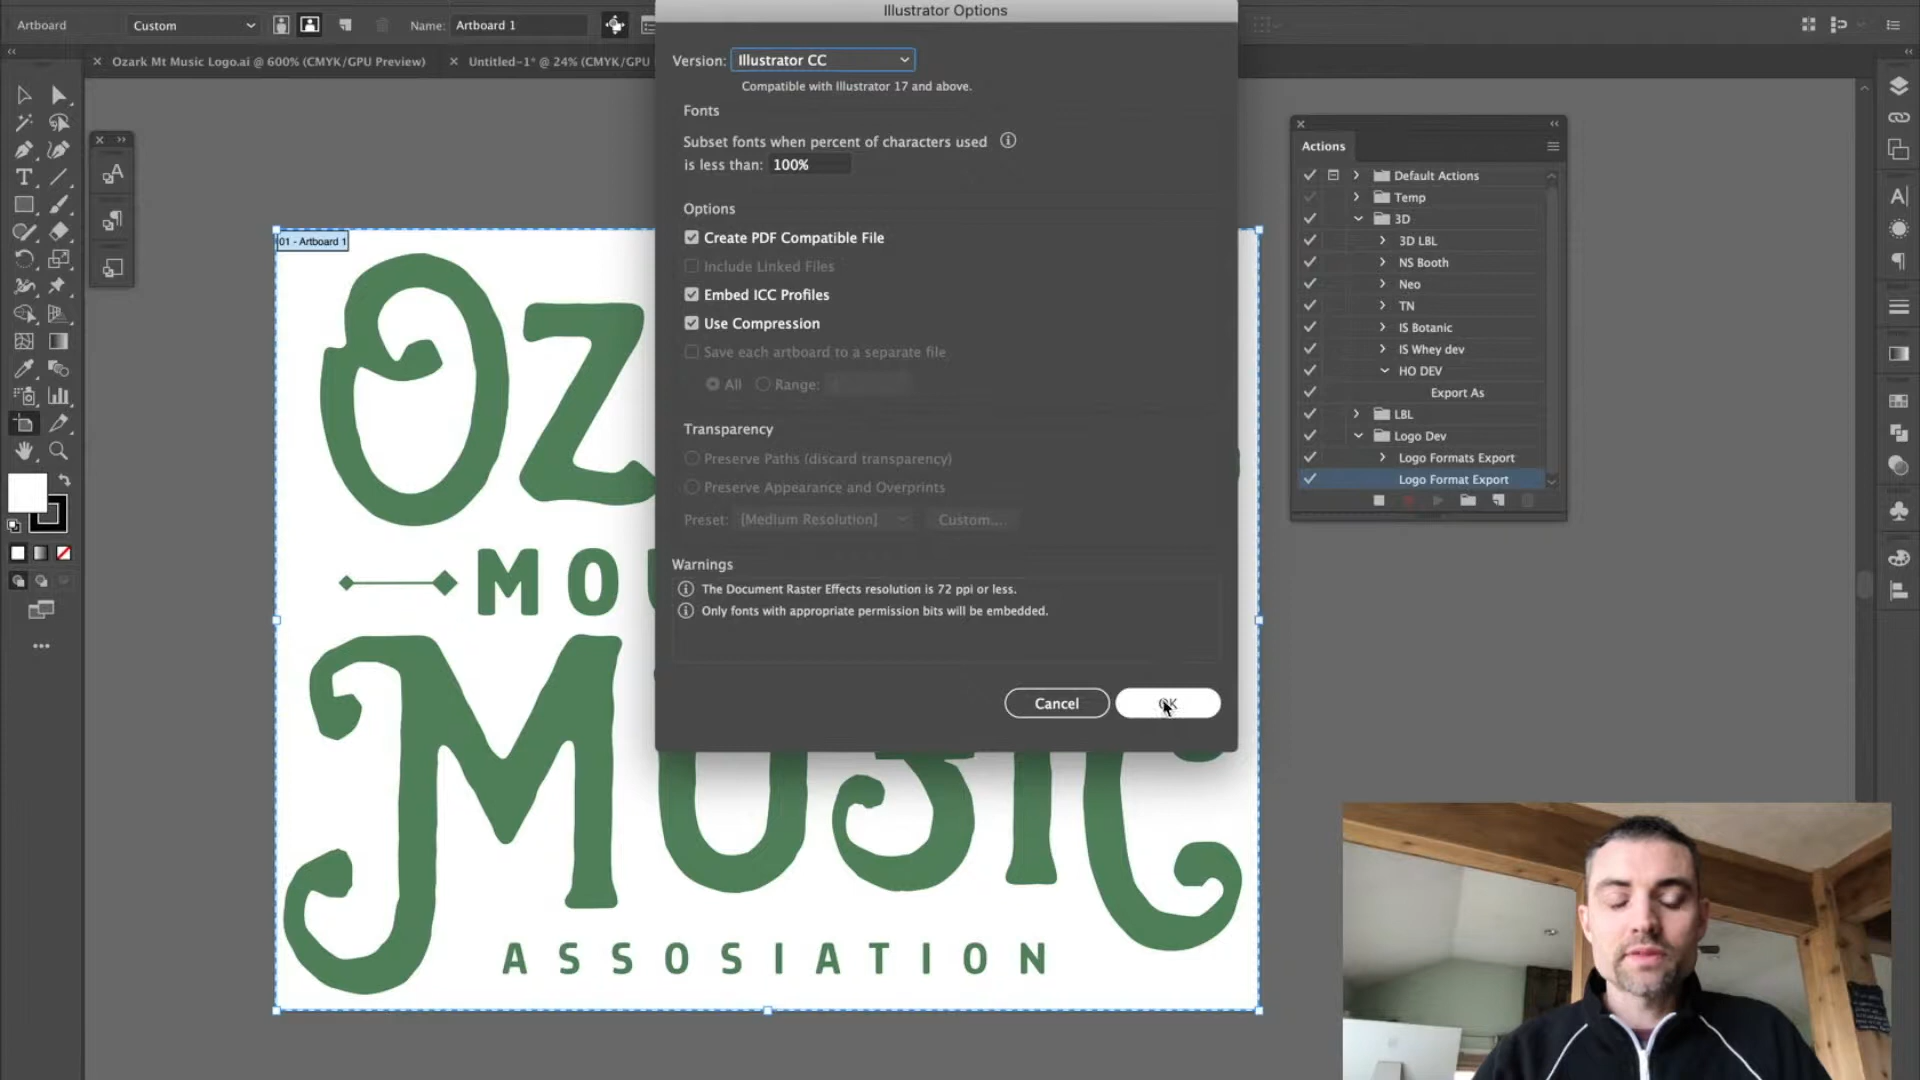 Illustrator Options
Artboard
Custom
Name:
Artboard 1
Ozark Mt Music Logo.ai @ 600% (CMYK/GPU Preview)
Untitled-1* @ 24% (CMYK/GPU
Version: Illustrator CC
Compatible with Illustrator 17 and above.
Fonts
Subset fonts when percent of characters used
is less than: 100%
Options
Create PDF Compatible File
Include Linked Files
Embed ICC Profiles
Use Compression
Save each artboard to a separate file
All
Range:
Transparency
Preserve Paths (discard transparency)
Preserve Appearance and Overprints
Preset: [Medium Resolution]
Custom...
Warnings
The Document Raster Effects resolution is 72 ppi or less.
Only fonts with appropriate permission bits will be embedded.
Cancel
OK
Actions
Default Actions
Temp
3D
3D LBL
NS Booth
Neo
TN
IS Botanic
IS Whey dev
HO DEV
Export As
LBL
Logo Dev
Logo Formats Export
Logo Format Export
01 - Artboard 1
OZ
MOU
MUSIC
ASSOSIATION